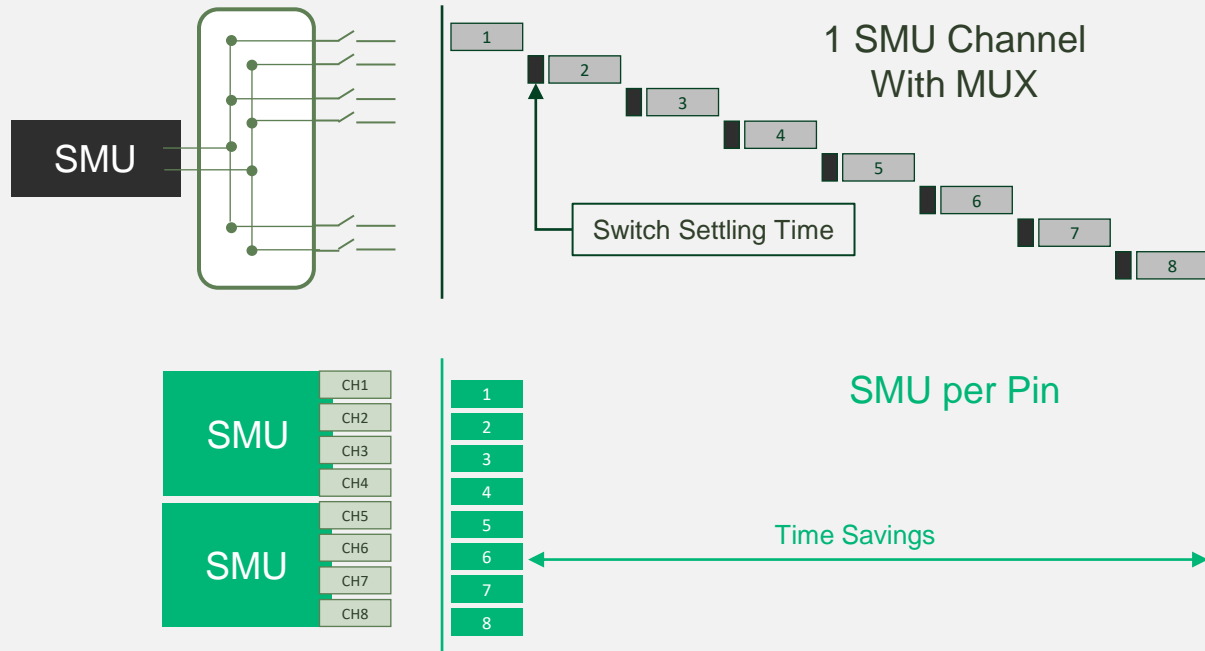 1
1 SMU Channel
With MUX
2
3
4
SMU
5
6
Switch Settling Time
7
8
CH1
1
SMU per Pin
CH2
2
SMU
CH3
3
CH4
4
CH5
5
Time Savings
CH6
6
SMU
CH7
7
CH8
8